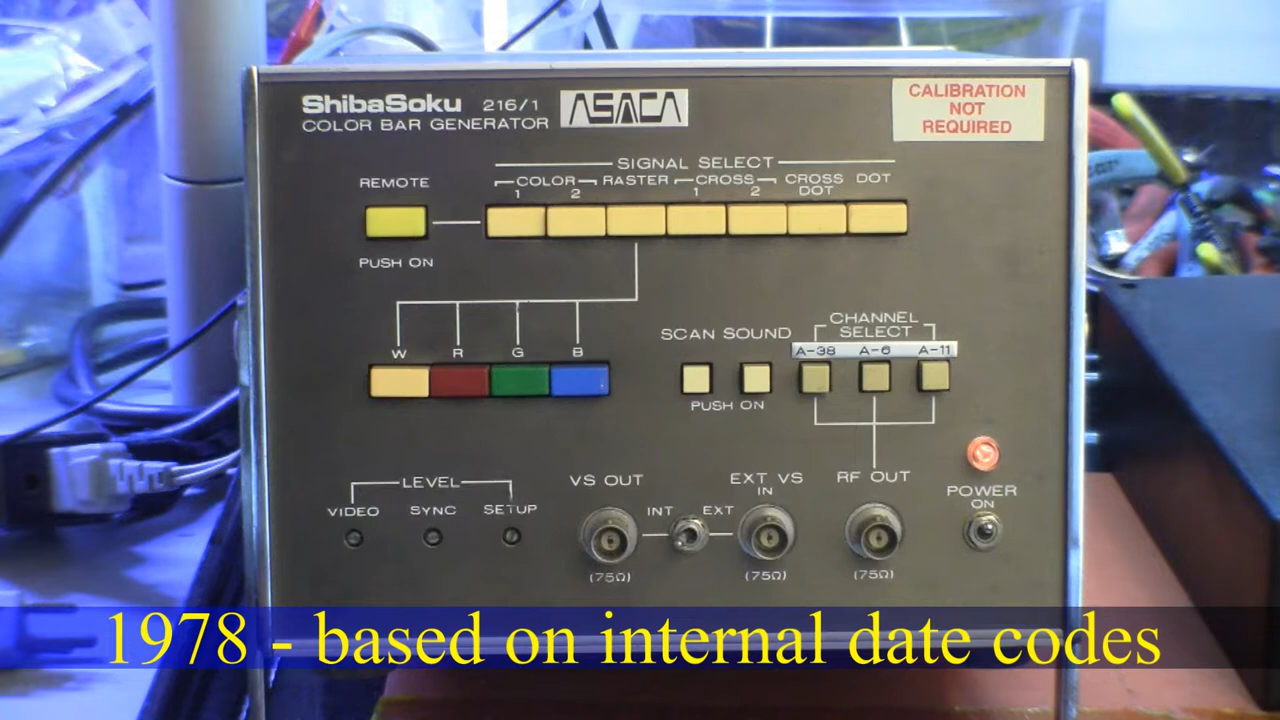 ShibaSoku 216/1 ASACA
COLOR BAR GENERATOR
CALIBRATION
NOT
REQUIRED
SIGNAL SELECT
REMOTE
COLOR RASTER CROSS CROSS DOT
1 2 1 2 DOT
PUSH ON
W R G B
SCAN SOUND
CHANNEL
SELECT
A-38 A-6 A-11
PUSH ON
LEVEL
VIDEO SYNC SETUP
VS OUT
INT EXT
EXT VS
IN
RF OUT
POWER
ON
(75Ω) (75Ω) (75Ω)
1978 - based on internal date codes